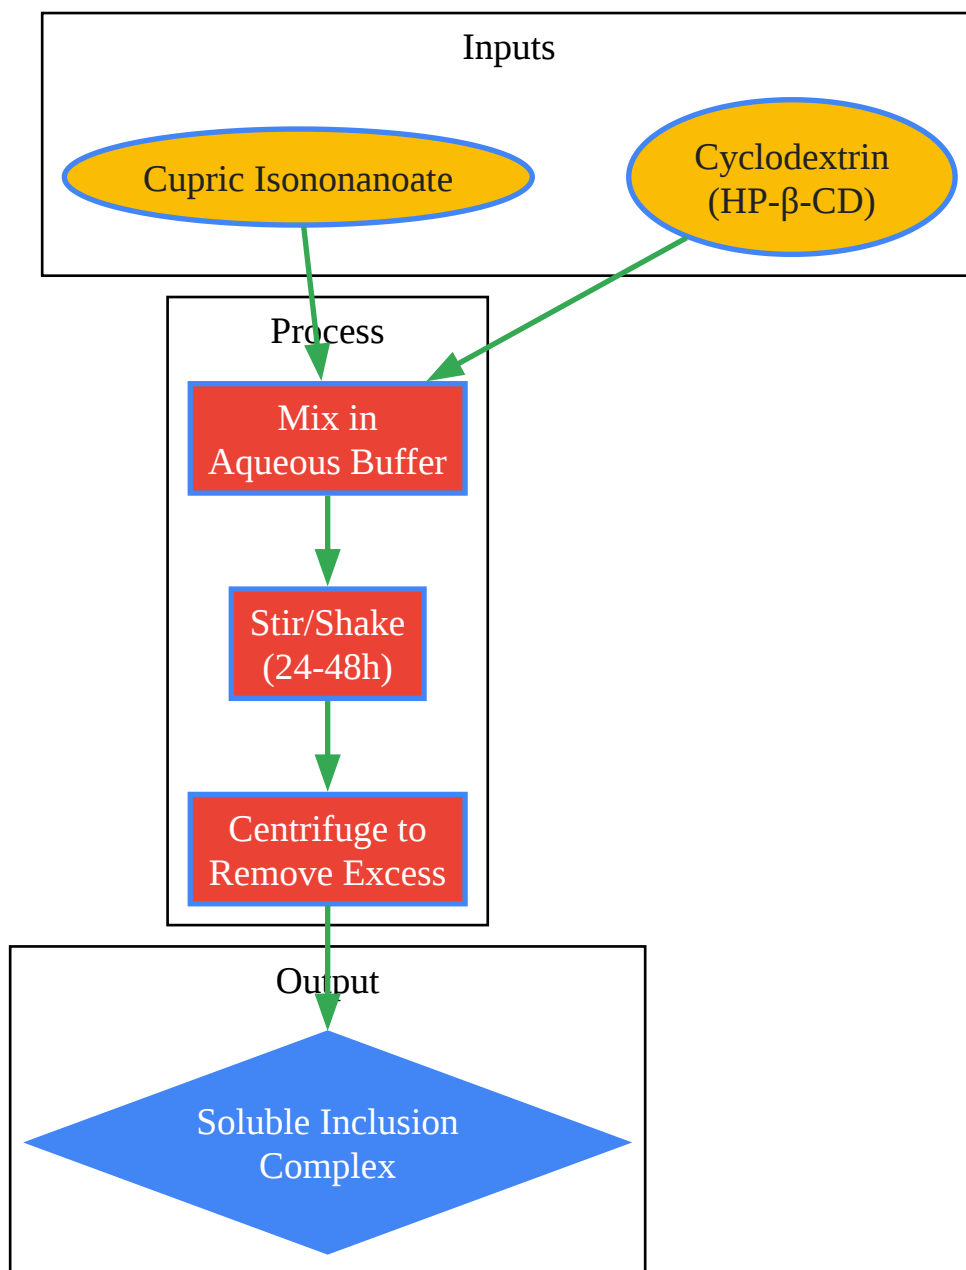 Inputs
Cupric Isononanoate
Cyclodextrin
(HP-β-CD)
Process
Mix in
Aqueous Buffer
Stir/Shake
(24-48h)
Centrifuge to
Remove Excess
Output
Soluble Inclusion
Complex